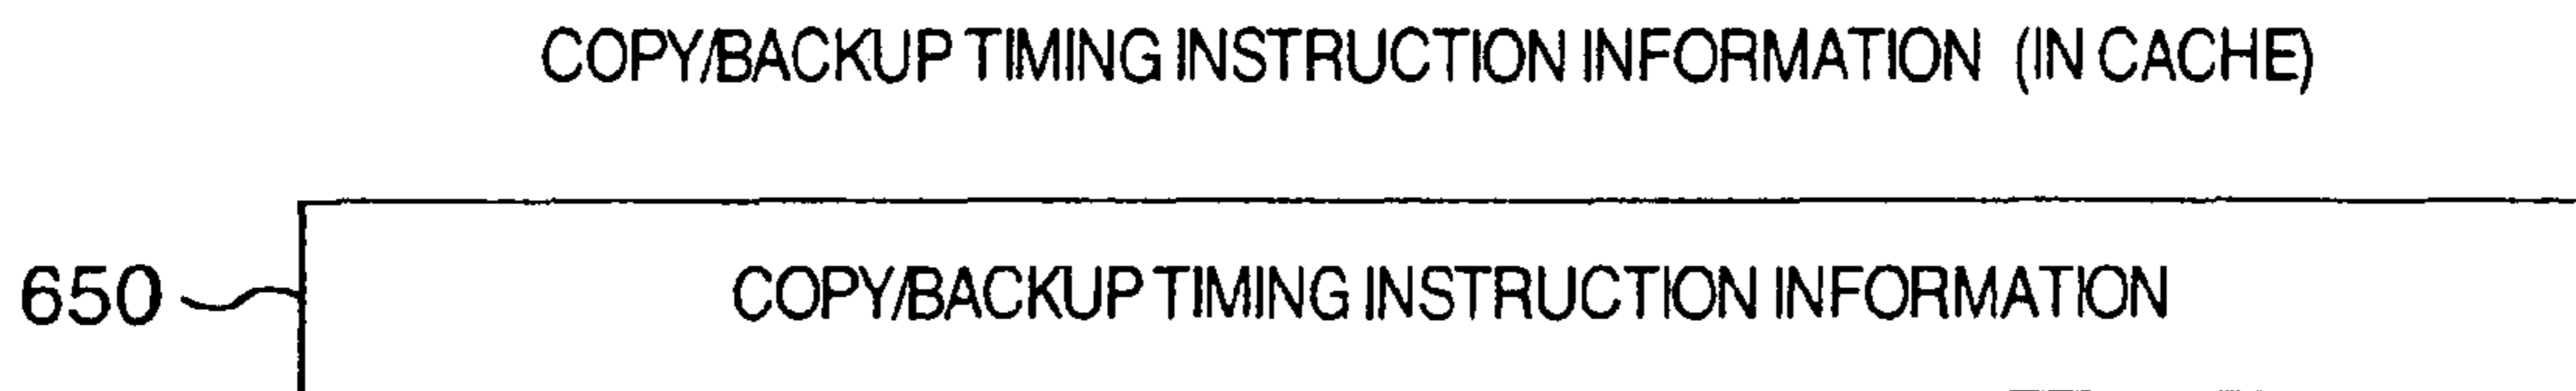 COPY/BACKUP TIMING INSTRUCTION INFORMATION (IN CACHE)
650 COPY/BACKUP TIMING INSTRUCTION INFORMATION